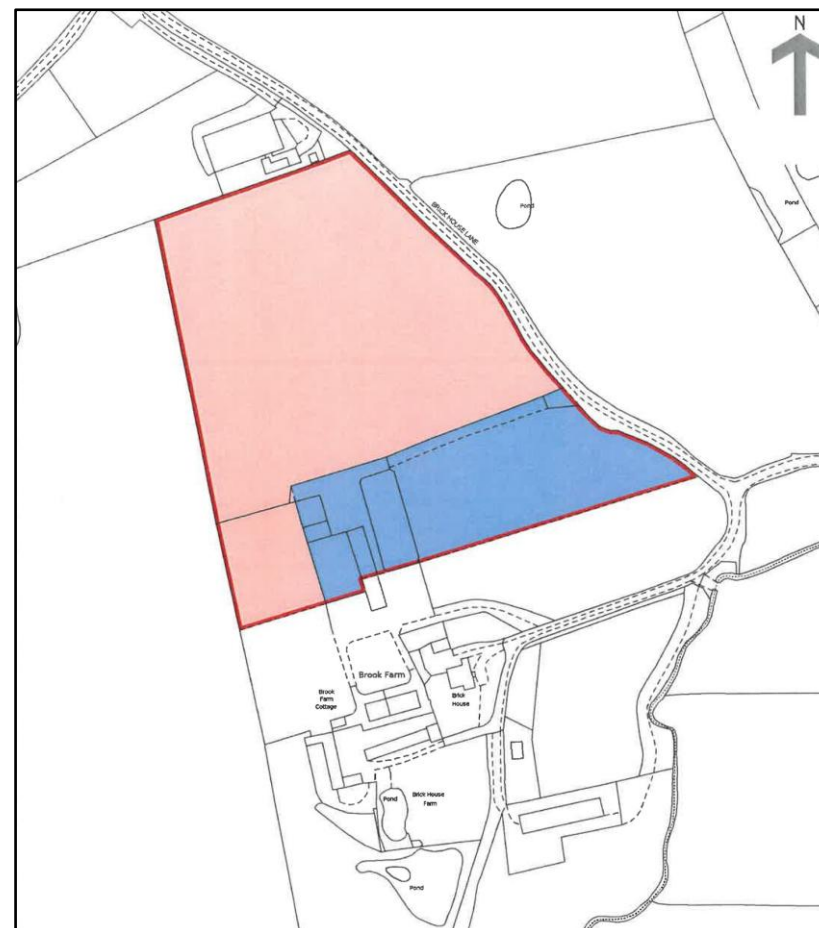 N
Pond
BRICK HOUSE LANE
Pond
Brook Farm
Brook
Farm
Cottage
Brick
House
Pond
Brick House
Farm
Pond